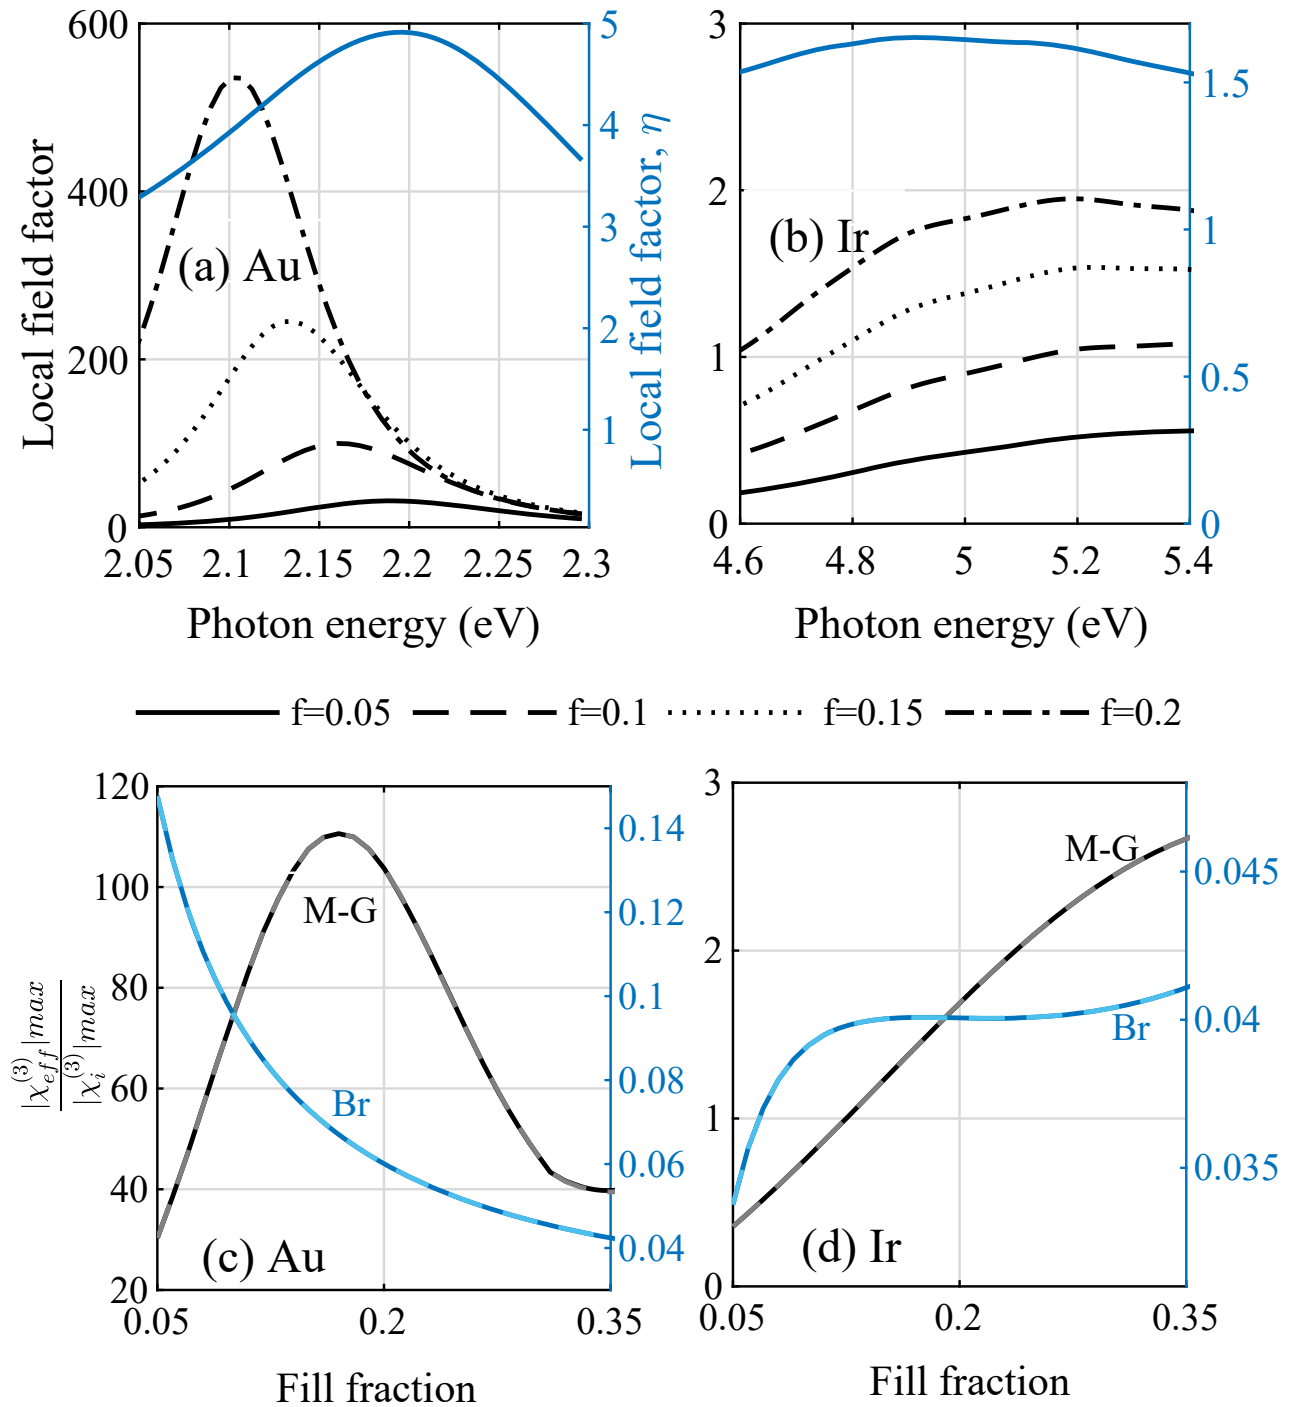 600
400
200
0
Local field factor
5
4
3
2
1
Local field factor, η
(a) Au
2.05 2.1 2.15 2.2 2.25 2.3
Photon energy (eV)
3
2
1
0
1.5
1
0.5
0
(b) Ir
4.6 4.8 5 5.2 5.4
Photon energy (eV)
f=0.05 f=0.1 f=0.15 f=0.2
120
100
80
60
40
20
|χ_{eff}^{(3)}|max
|χ_i^{(3)}|max
0.14
0.12
0.1
0.08
0.06
0.04
M-G
Br
(c) Au
0.05 0.2 0.35
Fill fraction
3
2
1
0
0.045
0.04
0.035
M-G
Br
(d) Ir
0.05 0.2 0.35
Fill fraction